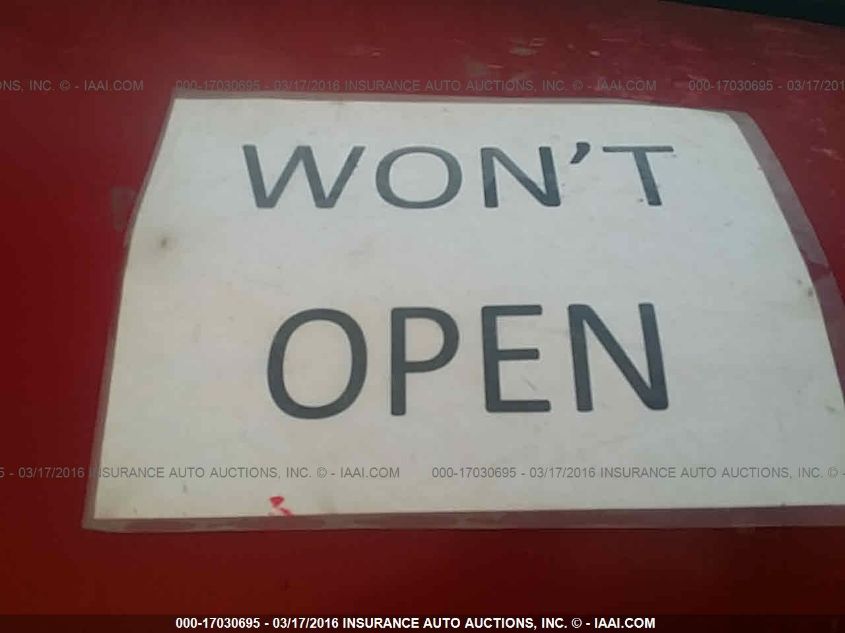 NS, INC. © - IAAI.COM 000-17030695 - 03/17/2016 INSURANCE AUTO AUCTIONS, INC. © - IAAI.COM 000-17030695 - 03/17/
WON'T
OPEN
5 - 03/17/2016 INSURANCE AUTO AUCTIONS, INC. © - IAAI.COM 000-17030695 - 03/17/2016 INSURANCE AUTO AUCTIONS, INC. © - IA
000-17030695 - 03/17/2016 INSURANCE AUTO AUCTIONS, INC. © - IAAI.COM